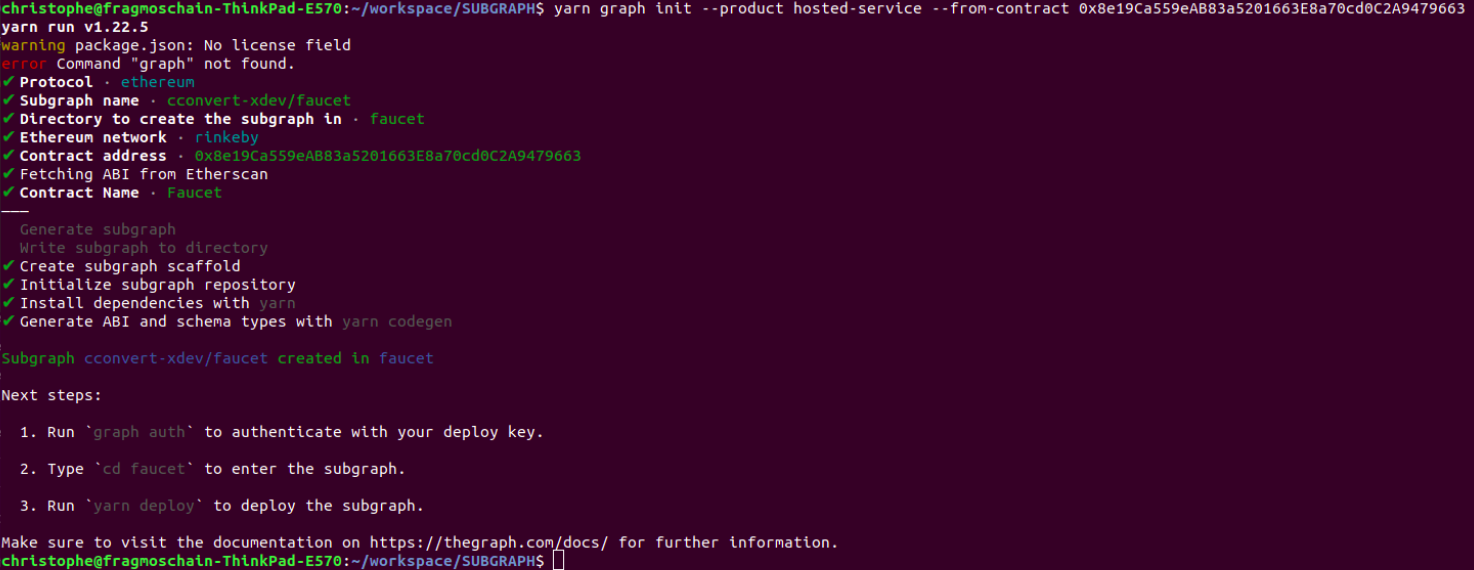 christophe@fragmoschain-ThinkPad-E570:~/workspace/SUBGRAPH$ yarn graph init --product hosted-service --from-contract 0x8e19Ca559eAB83a5201663E8a70cd0C2A9479663
yarn run v1.22.5
warning package.json: No license field
error Command "graph" not found.
✔ Protocol · ethereum
✔ Subgraph name · cconvert-xdev/faucet
✔ Directory to create the subgraph in · faucet
✔ Ethereum network · rinkeby
✔ Contract address · 0x8e19Ca559eAB83a5201663E8a70cd0C2A9479663
✔ Fetching ABI from Etherscan
✔ Contract Name · Faucet
———
Generate subgraph
Write subgraph to directory
✔ Create subgraph scaffold
✔ Initialize subgraph repository
✔ Install dependencies with yarn
✔ Generate ABI and schema types with yarn codegen
Subgraph cconvert-xdev/faucet created in faucet
Next steps:
1. Run `graph auth` to authenticate with your deploy key.
2. Type `cd faucet` to enter the subgraph.
3. Run `yarn deploy` to deploy the subgraph.
Make sure to visit the documentation on https://thegraph.com/docs/ for further information.
christophe@fragmoschain-ThinkPad-E570:~/workspace/SUBGRAPH$